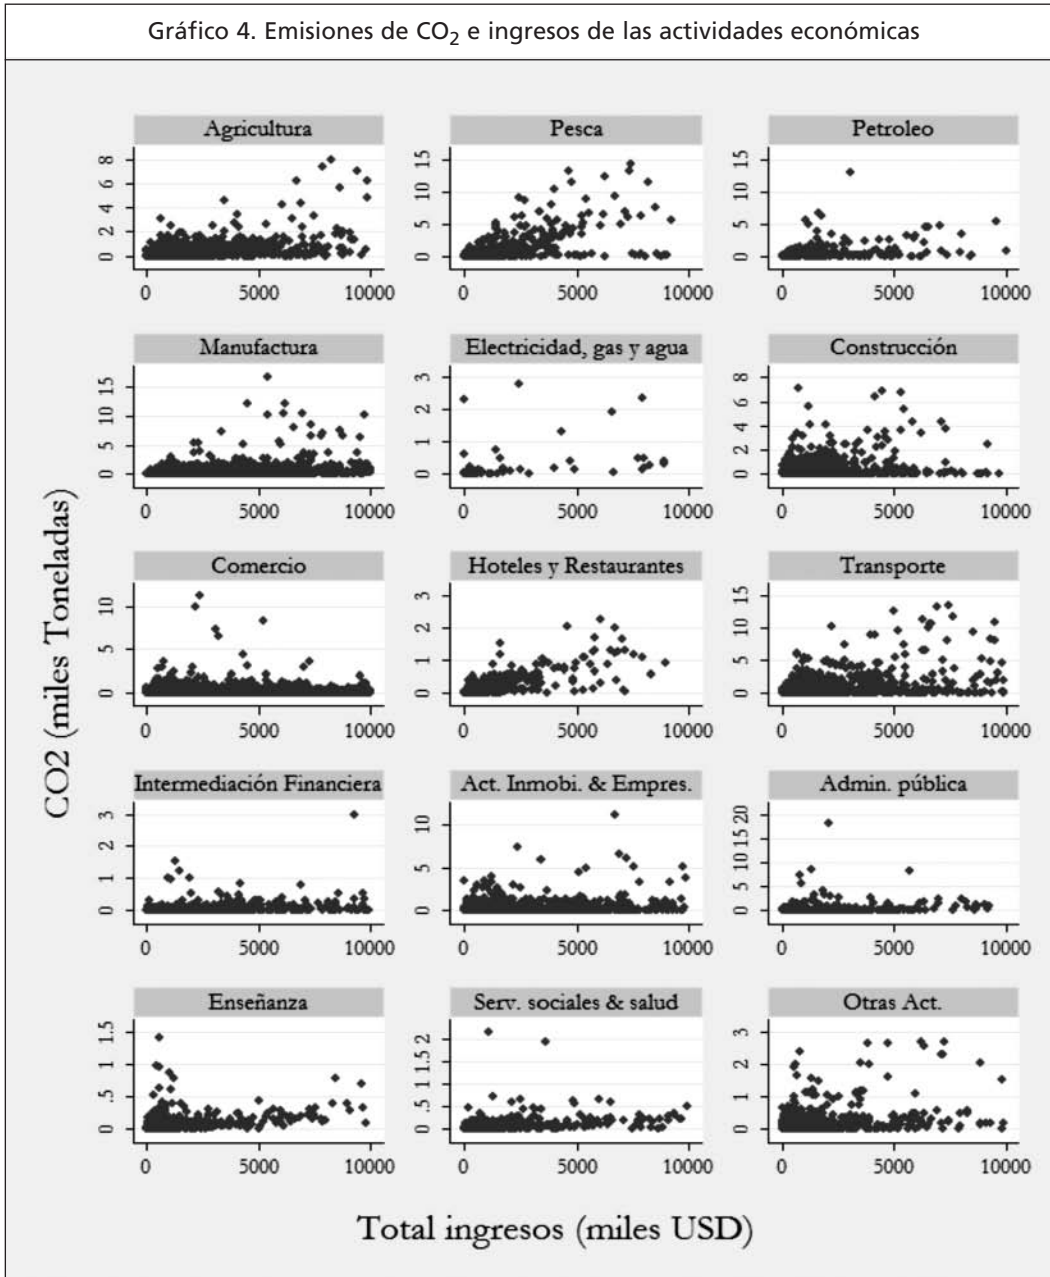 Gráfico 4. Emisiones de CO2 e ingresos de las actividades económicas
Agricultura
Pesca
Petroleo
0 2 4 6 8
0 5 10 15
0 5 10 15
0 5000 10000
0 5000 10000
0 5000 10000
Manufactura
Electricidad, gas y agua
Construcción
0 5 10 15
0 1 2 3
0 2 4 6 8
0 5000 10000
0 5000 10000
0 5000 10000
Comercio
Hoteles y Restaurantes
Transporte
0 5 10
0 1 2 3
0 5 10 15
0 5000 10000
0 5000 10000
0 5000 10000
Intermediación Financiera
Act. Inmobi. & Empres.
Admin. pública
0 1 2 3
0 5 10
0 5 10 15 20
0 5000 10000
0 5000 10000
0 5000 10000
Enseñanza
Serv. sociales & salud
Otras Act.
0 .5 1 1.5
0 .5 1 1.5 2
0 1 2 3
0 5000 10000
0 5000 10000
0 5000 10000
CO2 (miles Toneladas)
Total ingresos (miles USD)